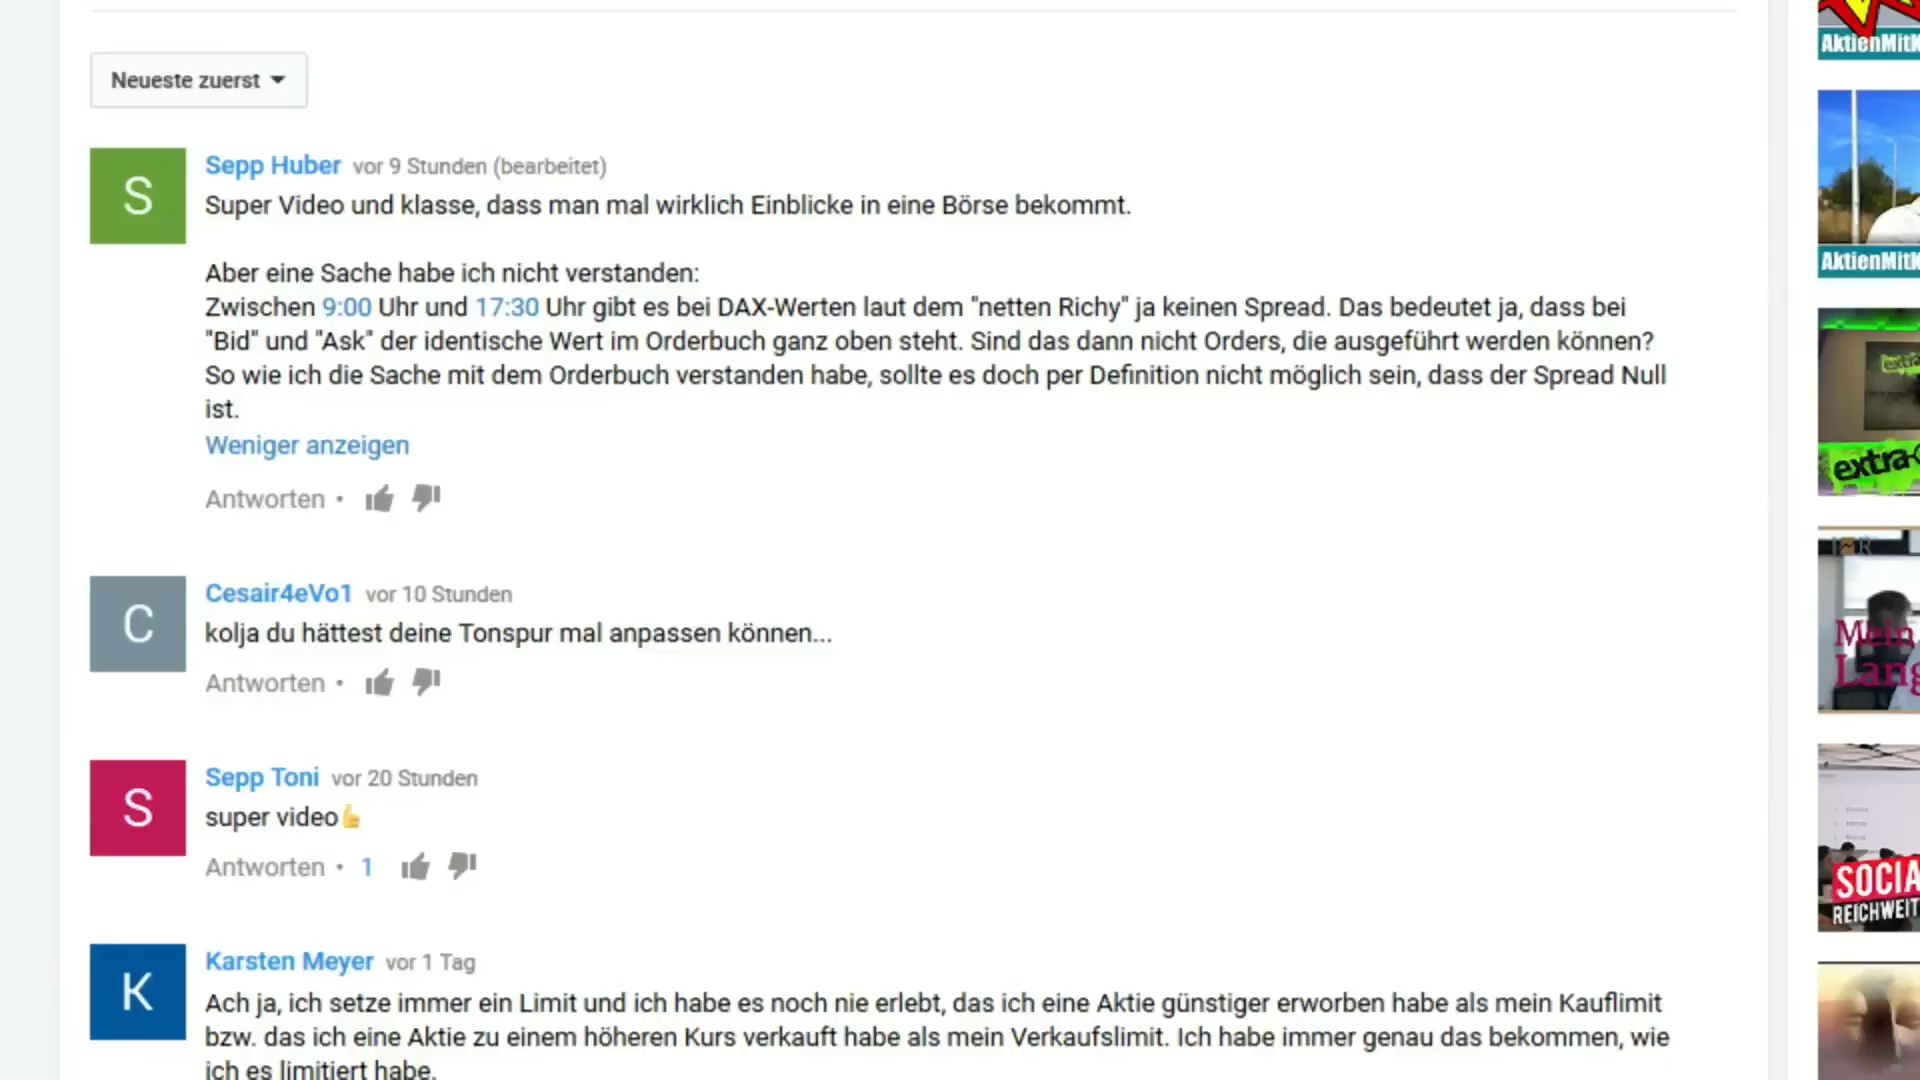 Neueste zuerst
Sepp Huber vor 9 Stunden (bearbeitet)
Super Video und klasse, dass man mal wirklich Einblicke in eine Börse bekommt.
Aber eine Sache habe ich nicht verstanden:
Zwischen 9:00 Uhr und 17:30 Uhr gibt es bei DAX-Werten laut dem "netten Richy" ja keinen Spread. Das bedeutet ja, dass bei
"Bid" und "Ask" der identische Wert im Orderbuch ganz oben steht. Sind das dann nicht Orders, die ausgeführt werden können?
So wie ich die Sache mit dem Orderbuch verstanden habe, sollte es doch per Definition nicht möglich sein, dass der Spread Null
ist.
Weniger anzeigen
Antworten •
S
Cesair4eVo1 vor 10 Stunden
kolja du hättest deine Tonspur mal anpassen können...
Antworten •
C
Sepp Toni vor 20 Stunden
super video👍
Antworten • 1
S
Karsten Meyer vor 1 Tag
Ach ja, ich setze immer ein Limit und ich habe es noch nie erlebt, das ich eine Aktie günstiger erworben habe als mein Kauflimit
bzw. das ich eine Aktie zu einem höheren Kurs verkauft habe als mein Verkaufslimit. Ich habe immer genau das bekommen, wie
ich es limitiert habe.
K
AktienMitK
AktienMitK
extra-
Mein
Lang
SOCIA
REICHWEIT